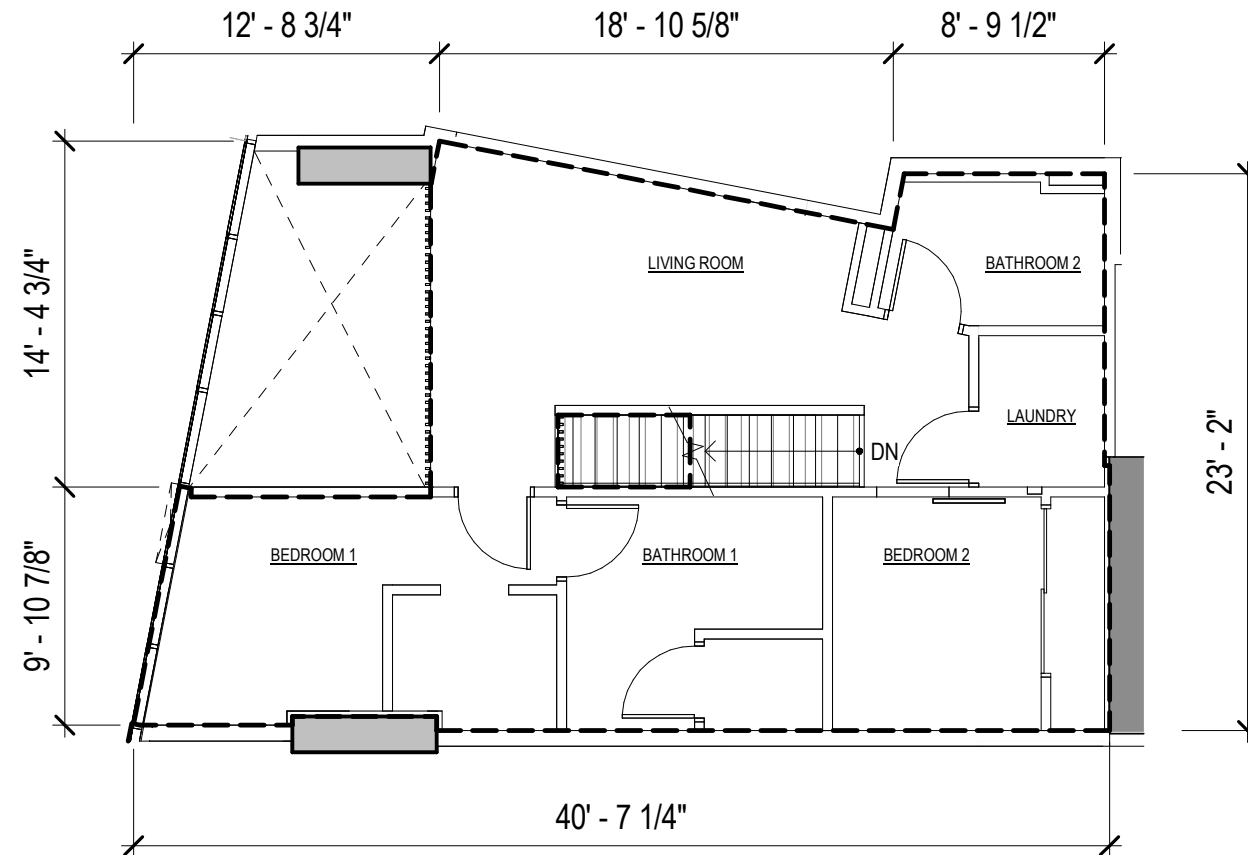 12' - 8 3/4"
18' - 10 5/8"
8' - 9 1/2"
14' - 4 3/4"
LIVING ROOM
BATHROOM 2
LAUNDRY
DN
23' - 2"
9' - 10 7/8"
BEDROOM 1
BATHROOM 1
BEDROOM 2
40' - 7 1/4"